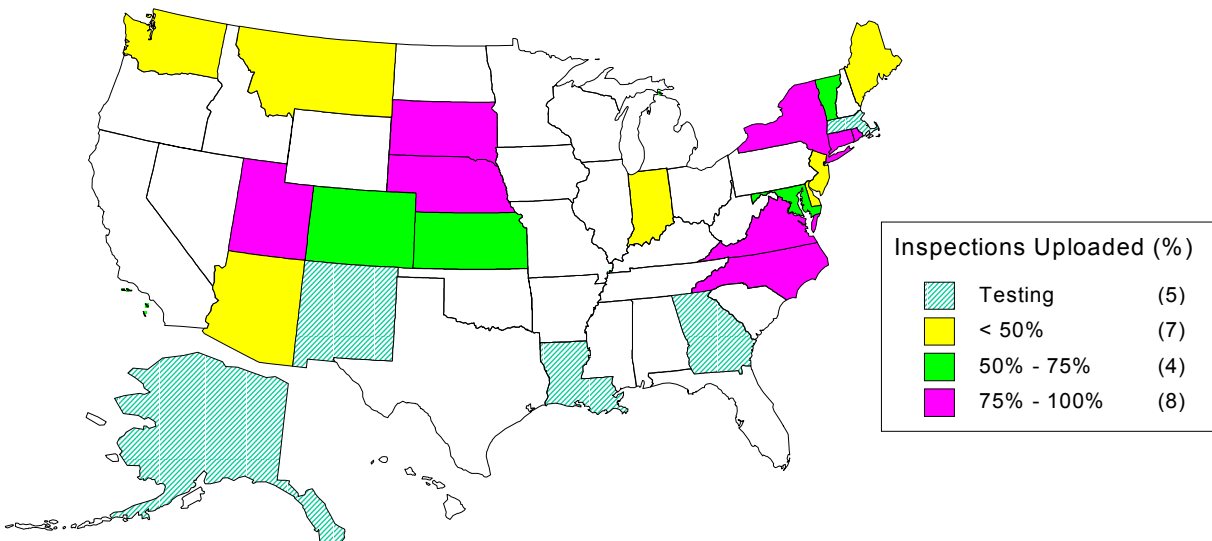 Inspections Uploaded (%)
Testing (5)
< 50% (7)
50% - 75% (4)
75% - 100% (8)